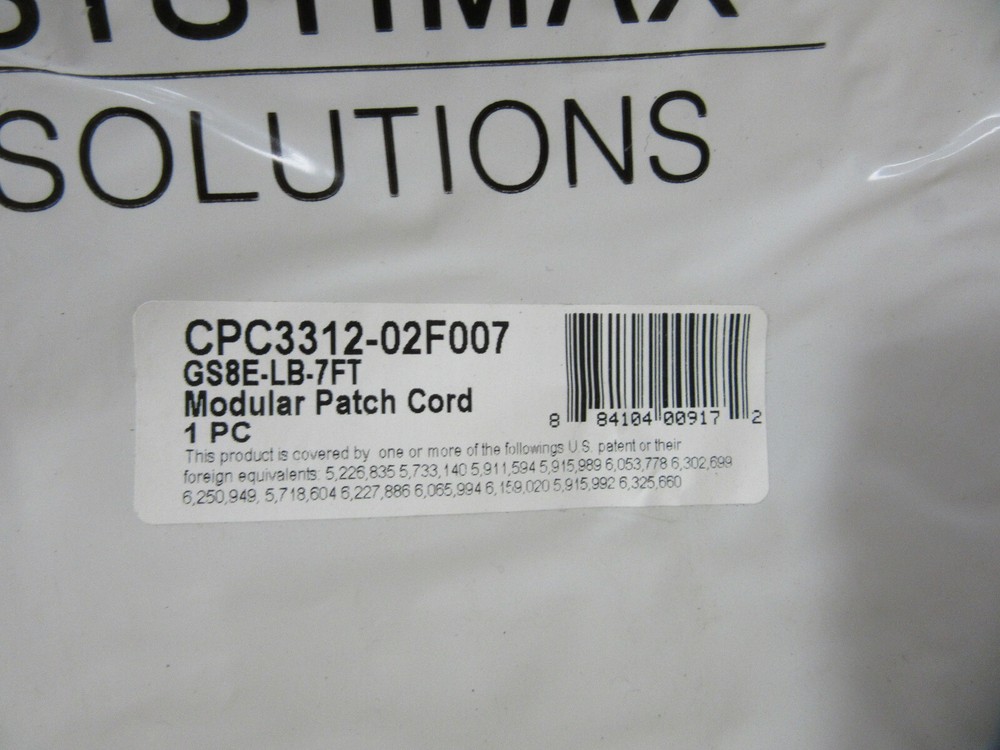 SYSTIMAX
SOLUTIONS
CPC3312-02F007
GS8E-LB-7FT
Modular Patch Cord
1 PC
8 84104 00917 2
This product is covered by one or more of the followings U.S. patent or their
foreign equivalents: 5,226,835 5,733,140 5,911,594 5,915,989 6,053,778 6,302,699
6,250,949, 5,718,604 6,227,886 6,065,994 6,159,020 5,915,992 6,325,660